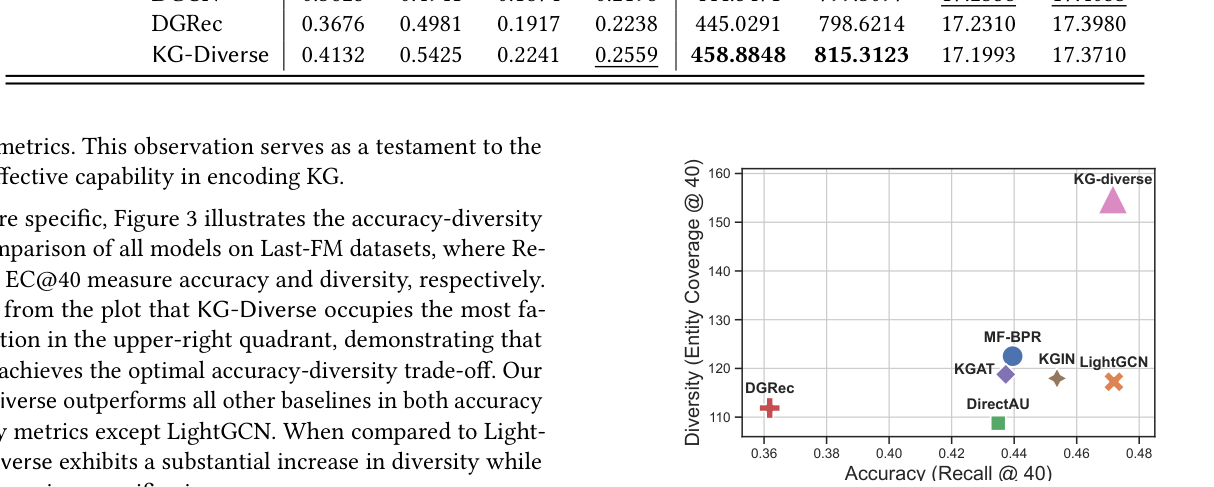 DGRec 0.3676 0.4981 0.1917 0.2238 445.0291 798.6214 17.2310 17.3980
KG-Diverse 0.4132 0.5425 0.2241 0.2559 458.8848 815.3123 17.1993 17.3710
metrics. This observation serves as a testament to the
ffective capability in encoding KG.
re specific, Figure 3 illustrates the accuracy-diversity
mparison of all models on Last-FM datasets, where Re-
EC@40 measure accuracy and diversity, respectively.
from the plot that KG-Diverse occupies the most fa-
tion in the upper-right quadrant, demonstrating that
achieves the optimal accuracy-diversity trade-off. Our
iverse outperforms all other baselines in both accuracy
y metrics except LightGCN. When compared to Light-
verse exhibits a substantial increase in diversity while
Diversity (Entity Coverage @ 40)
160
150
140
130
120
110
KG-diverse
MF-BPR
KGAT
KGIN
LightGCN
DGRec
DirectAU
0.36 0.38 0.40 0.42 0.44 0.46 0.48
Accuracy (Recall @ 40)